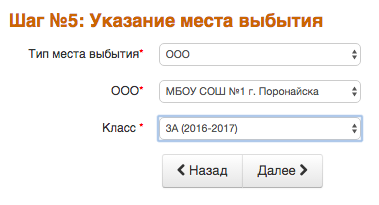 Шаг №5: Указание места выбытия
Тип места выбытия* ООО
ООО* МБОУ СОШ №1 г. Поронайска
Класс * 3А (2016-2017)
Назад Далее